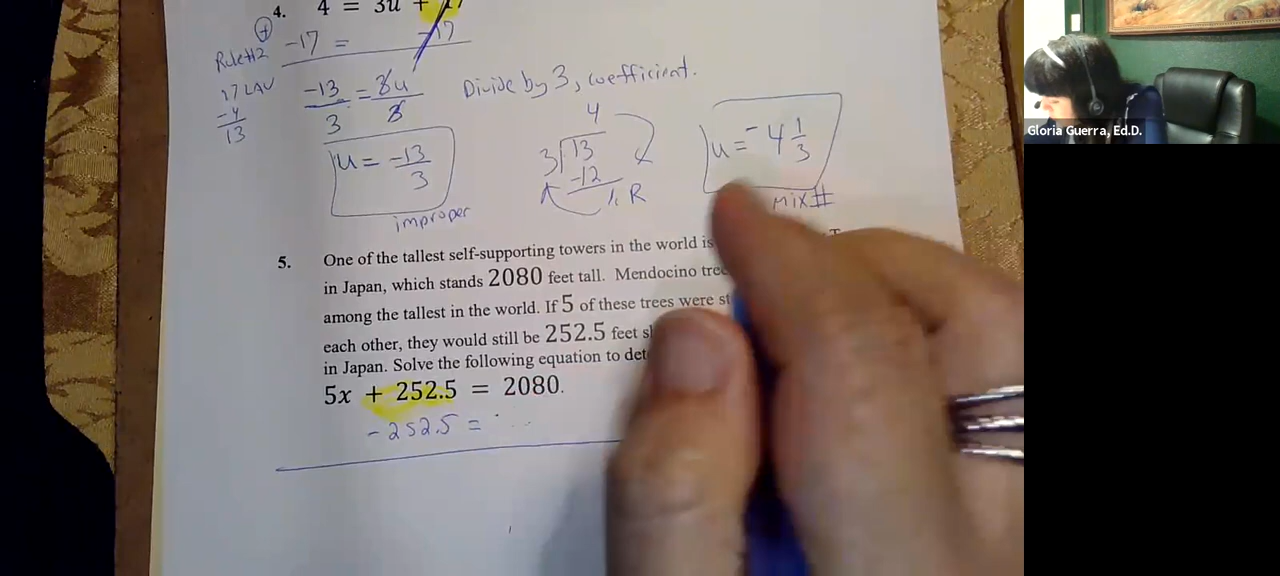 4. 4 = 3u + 17
-17 = -17
Rule #2
17 LAV
-4
13
-13 = 3u
3 3
Divide by 3, coefficient.
u = -13
3
improper
4
3 13
-12
1 R
u = -4 1/3
mix #
5. One of the tallest self-supporting towers in the world is
in Japan, which stands 2080 feet tall. Mendocino
among the tallest in the world. If 5 of these trees were
each other, they would still be 252.5 feet
in Japan. Solve the following equation to
5x + 252.5 = 2080.
-252.5 =
Gloria Guerra, Ed.D.